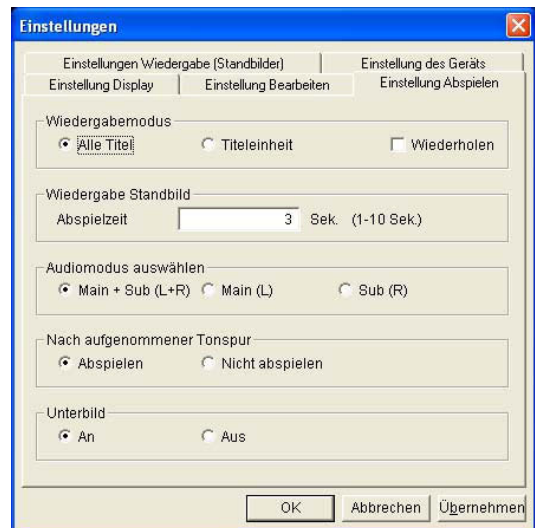 Einstellungen
Einstellungen Wiedergabe (Standbilder) Einstellung des Geräts
Einstellung Display Einstellung Bearbeiten Einstellung Abspielen
Wiedergabemodus
Alle Titel Titeleinheit Wiederholen
Wiedergabe Standbild
Abspielzeit 3 Sek. (1-10 Sek.)
Audiomodus auswählen
Main + Sub (L+R) Main (L) Sub (R)
Nach aufgenommener Tonspur
Abspielen Nicht abspielen
Unterbild
An Aus
OK Abbrechen Übernehmen